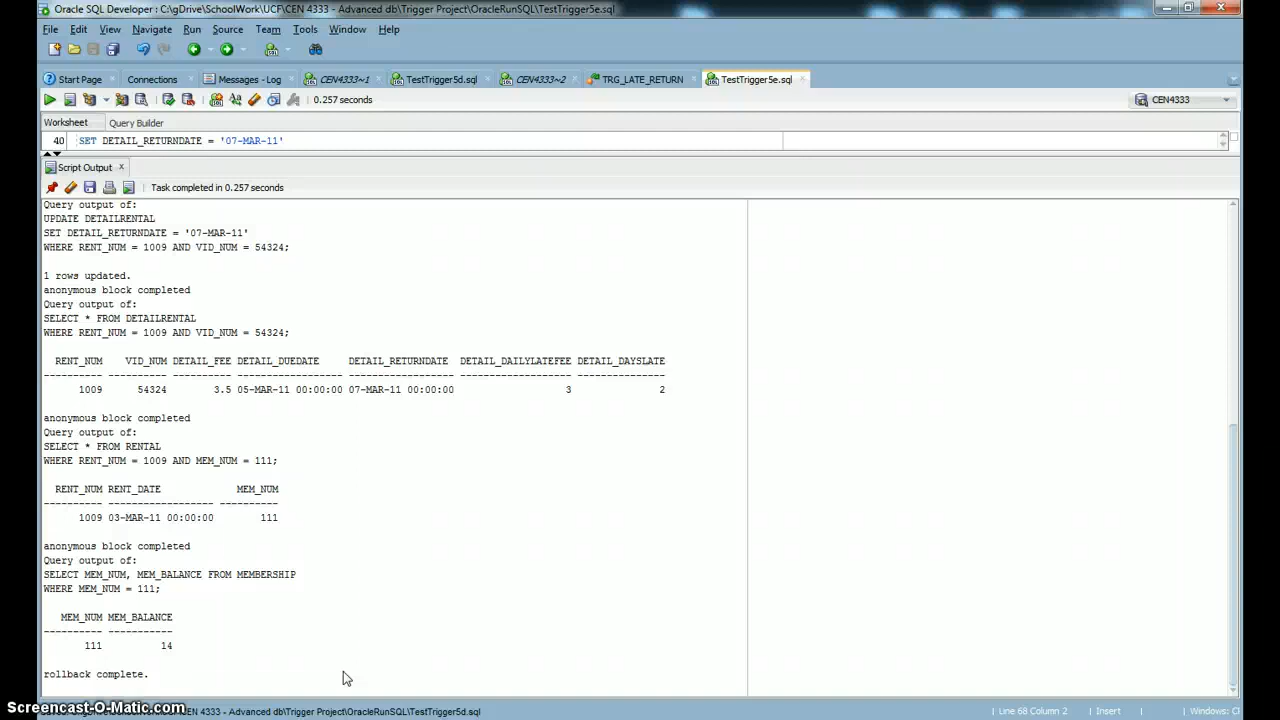 Oracle SQL Developer : C:\gDrive\SchoolWork\UCF\CEN 4333 - Advanced db\Trigger Project\OracleRunSQL\TestTrigger5e.sql
File Edit View Navigate Run Source Team Tools Window Help
Start Page Connections Messages - Log CEN4333~1 TestTrigger5d.sql CEN4333~2 TRG_LATE_RETURN TestTrigger5e.sql
0.257 seconds CEN4333
Worksheet Query Builder
40 SET DETAIL_RETURNDATE = '07-MAR-11'
Script Output x
Task completed in 0.257 seconds
Query output of:
UPDATE DETAILRENTAL
SET DETAIL_RETURNDATE = '07-MAR-11'
WHERE RENT_NUM = 1009 AND VID_NUM = 54324;
1 rows updated.
anonymous block completed
Query output of:
SELECT * FROM DETAILRENTAL
WHERE RENT_NUM = 1009 AND VID_NUM = 54324;
RENT_NUM VID_NUM DETAIL_FEE DETAIL_DUEDATE DETAIL_RETURNDATE DETAIL_DAILYLATEFEE DETAIL_DAYSLATE
---------- ---------- ---------- ------------------ ------------------ ------------------- ---------------
1009 54324 3.5 05-MAR-11 00:00:00 07-MAR-11 00:00:00 3 2
anonymous block completed
Query output of:
SELECT * FROM RENTAL
WHERE RENT_NUM = 1009 AND MEM_NUM = 111;
RENT_NUM RENT_DATE MEM_NUM
---------- ------------------ ----------
1009 03-MAR-11 00:00:00 111
anonymous block completed
Query output of:
SELECT MEM_NUM, MEM_BALANCE FROM MEMBERSHIP
WHERE MEM_NUM = 111;
MEM_NUM MEM_BALANCE
---------- -----------
111 14
rollback complete.
Screencast-O-Matic.com
4333 - Advanced db\Trigger Project\OracleRunSQL\TestTrigger5d.sql
Line 68 Column 2 Insert Windows: C